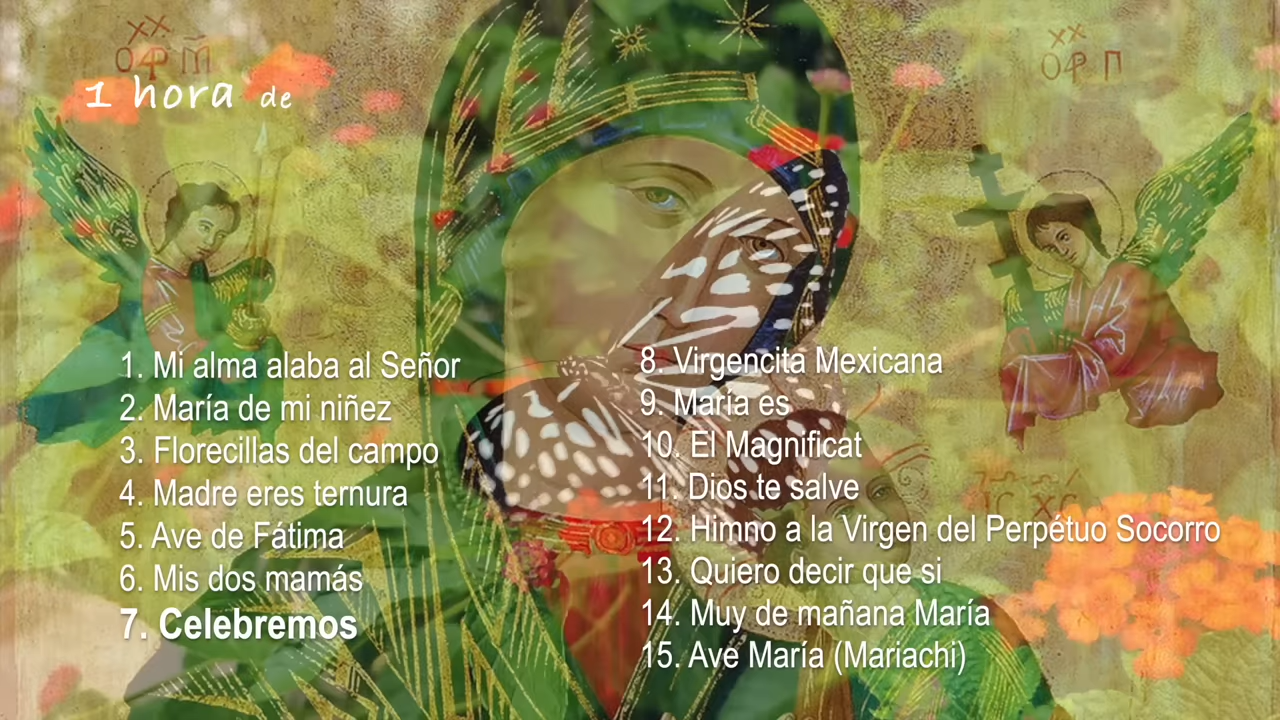 1 hora de
1. Mi alma alaba al Señor
2. María de mi niñez
3. Florecillas del campo
4. Madre eres ternura
5. Ave de Fátima
6. Mis dos mamás
7. Celebremos
8. Virgencita Mexicana
9. María es
10. El Magnificat
11. Dios te salve
12. Himno a la Virgen del Perpétuo Socorro
13. Quiero decir que si
14. Muy de mañana María
15. Ave María (Mariachi)